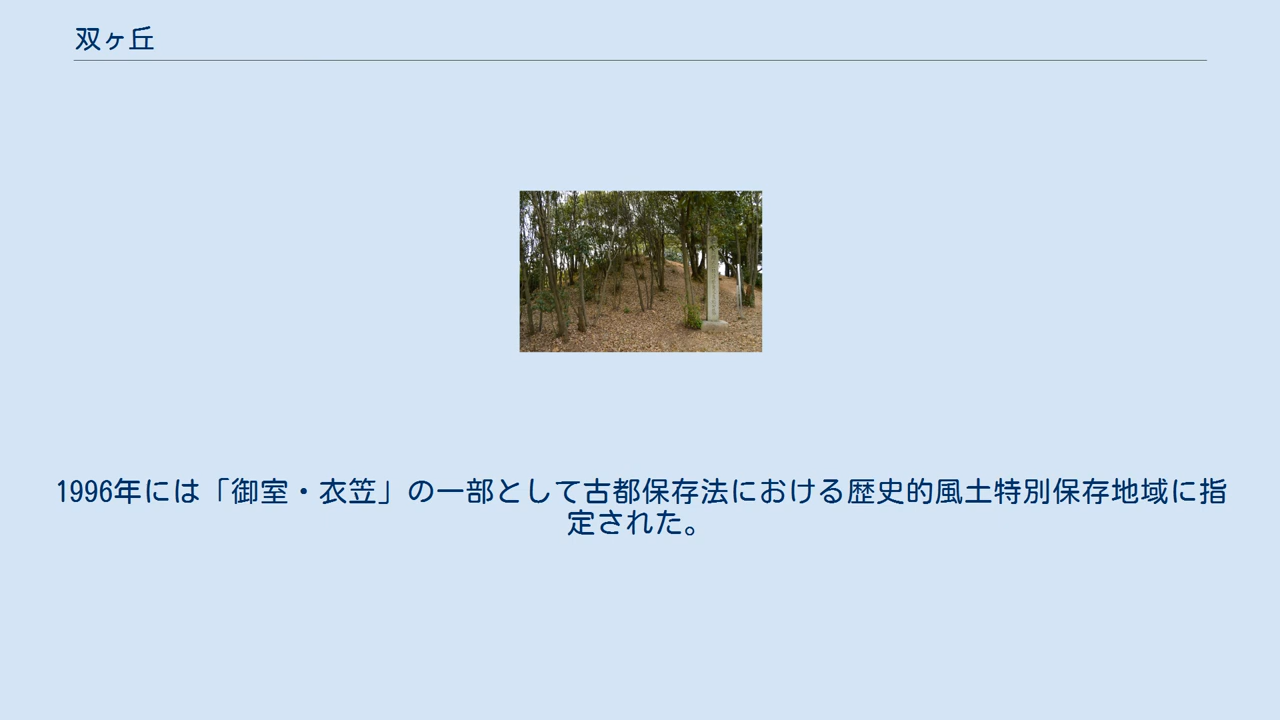 双ヶ丘
1996年には「御室・衣笠」の一部として古都保存法における歴史的風土特別保存地域に指
定された。